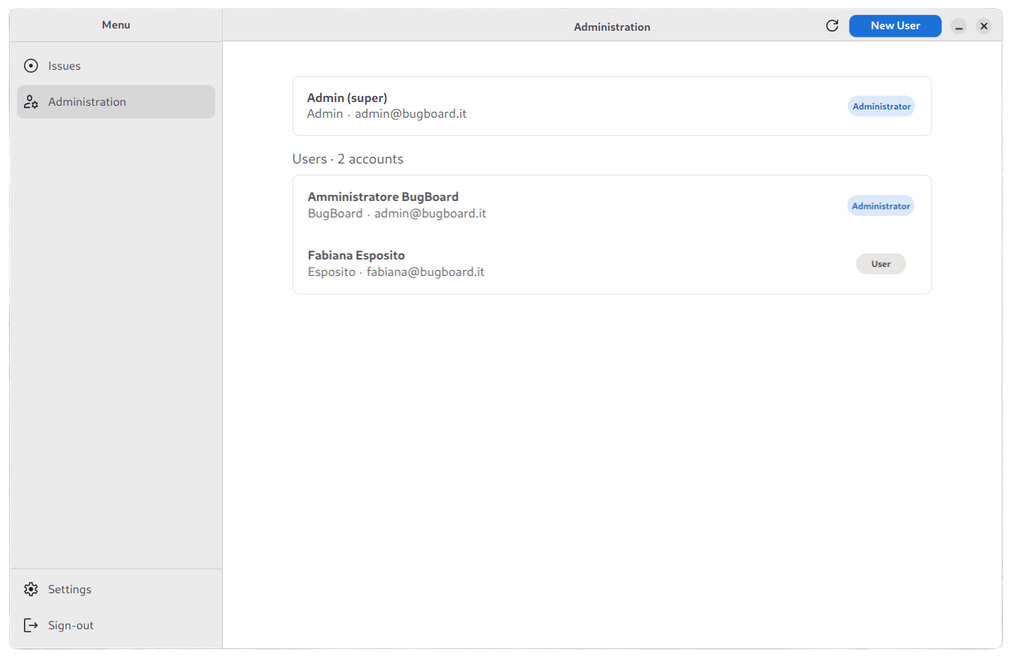 Menu
Administration
New User
Issues
Administration
Admin (super)
Admin · admin@bugboard.it
Administrator
Users · 2 accounts
Amministratore BugBoard
BugBoard · admin@bugboard.it
Administrator
Fabiana Esposito
Esposito · fabiana@bugboard.it
User
Settings
Sign-out